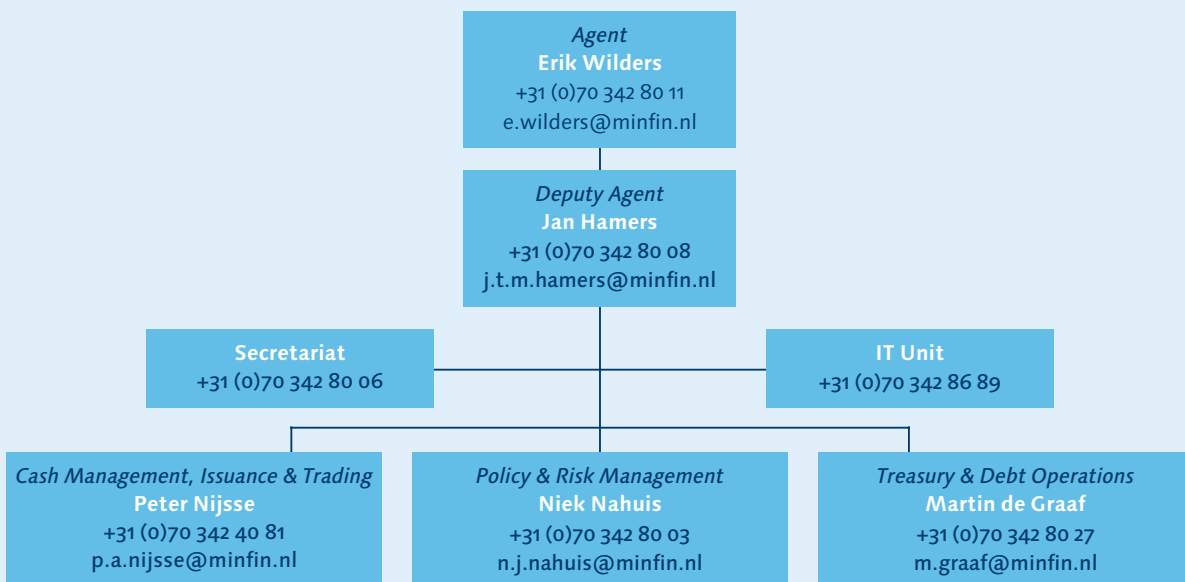 Agent
Erik Wilders
+31 (0)70 342 80 11
e.wilders@minfin.nl
Deputy Agent
Jan Hamers
+31 (0)70 342 80 08
j.t.m.hamers@minfin.nl
Secretariat
+31 (0)70 342 80 06
IT Unit
+31 (0)70 342 86 89
Cash Management, Issuance & Trading
Peter Nijsse
+31 (0)70 342 40 81
p.a.nijsse@minfin.nl
Policy & Risk Management
Niek Nahuis
+31 (0)70 342 80 03
n.j.nahuis@minfin.nl
Treasury & Debt Operations
Martin de Graaf
+31 (0)70 342 80 27
m.graaf@minfin.nl